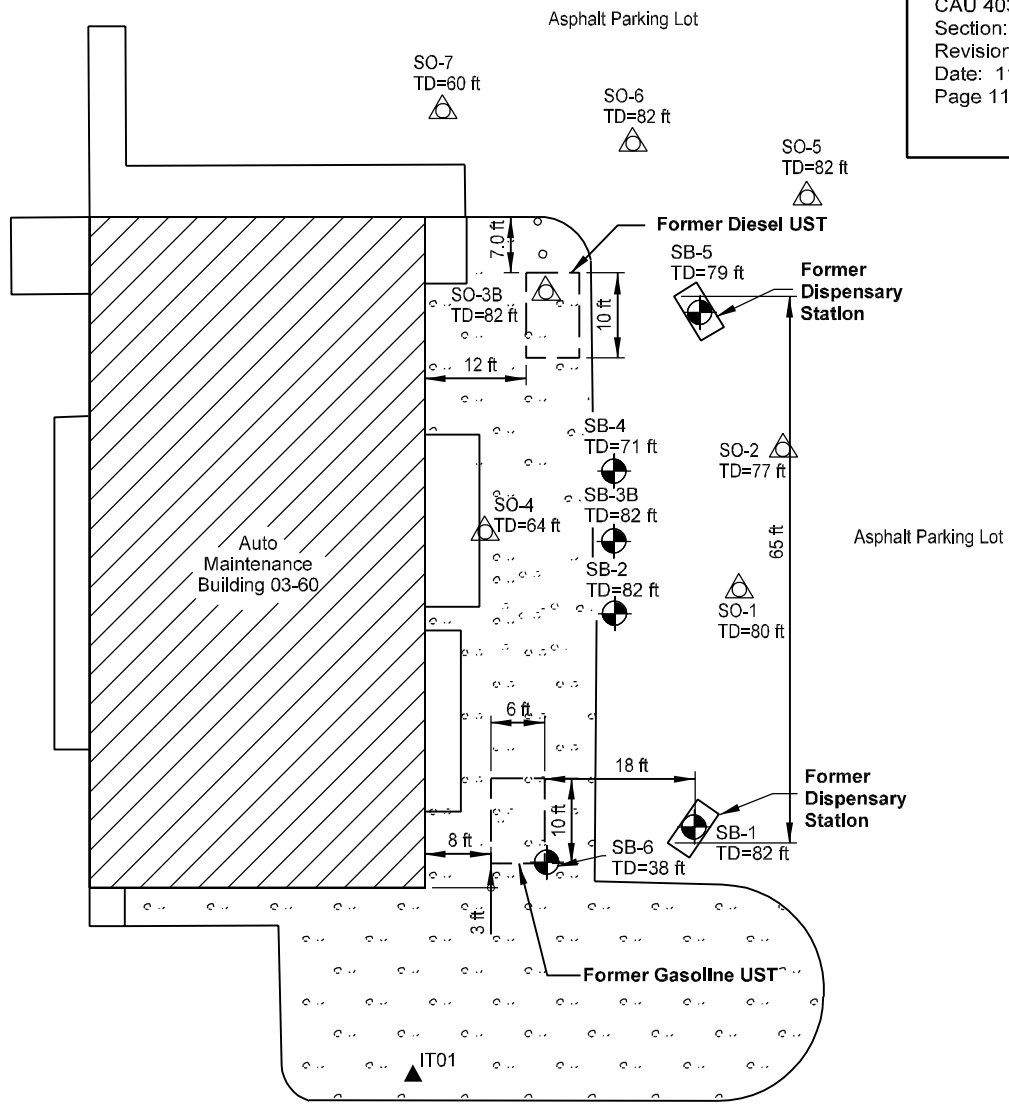 Asphalt Parking Lot
CAU 403
Section:
Revision
Date: 11
Page 11
SO-7
TD=60 ft
SO-6
TD=82 ft
SO-5
TD=82 ft
7.0 ft
Former Diesel UST
SB-5
TD=79 ft
Former
Dispensary
Station
SO-3B
TD=82 ft
10 ft
12 ft
SB-4
TD=71 ft
SO-2
TD=77 ft
SB-3B
TD=82 ft
SO-4
TD=64 ft
65 ft
Asphalt Parking Lot
Auto
Maintenance
Building 03-60
SB-2
TD=82 ft
SO-1
TD=80 ft
6 ft
18 ft
Former
Dispensary
Station
10 ft
8 ft
SB-1
TD=82 ft
SB-6
TD=38 ft
3 ft
Former Gasoline UST
IT01